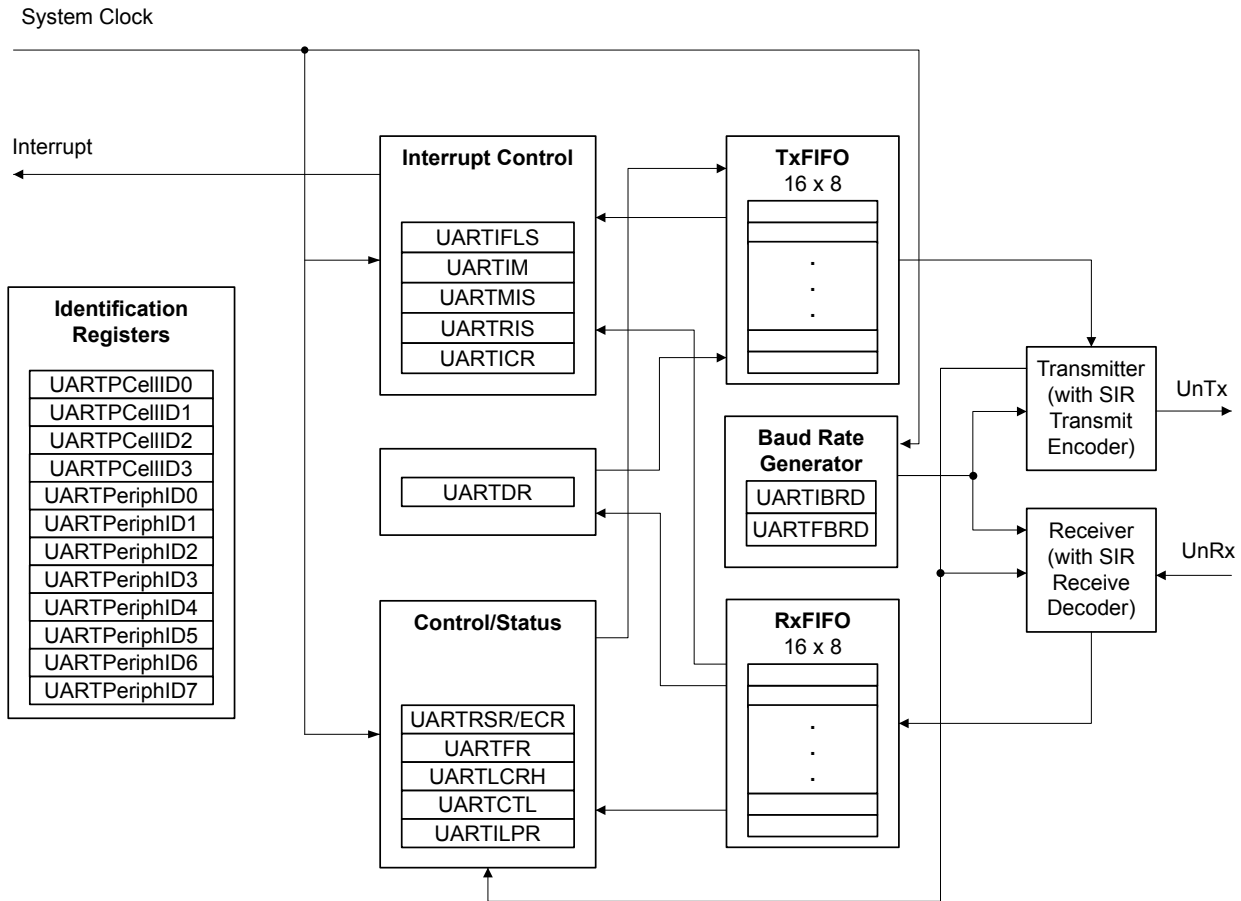 System Clock
Interrupt
Identification
Registers
UARTPCellID0
UARTPCellID1
UARTPCellID2
UARTPCellID3
UARTPeriphID0
UARTPeriphID1
UARTPeriphID2
UARTPeriphID3
UARTPeriphID4
UARTPeriphID5
UARTPeriphID6
UARTPeriphID7
Interrupt Control
UARTIFLS
UARTIM
UARTMIS
UARTRIS
UARTICR
UARTDR
Control/Status
UARTRSR/ECR
UARTFR
UARTLCRH
UARTCTL
UARTILPR
TxFIFO
16 x 8
.
.
.
Baud Rate
Generator
UARTIBRD
UARTFBRD
RxFIFO
16 x 8
.
.
.
Transmitter
(with SIR
Transmit
Encoder)
UnTx
Receiver
(with SIR
Receive
Decoder)
UnRx